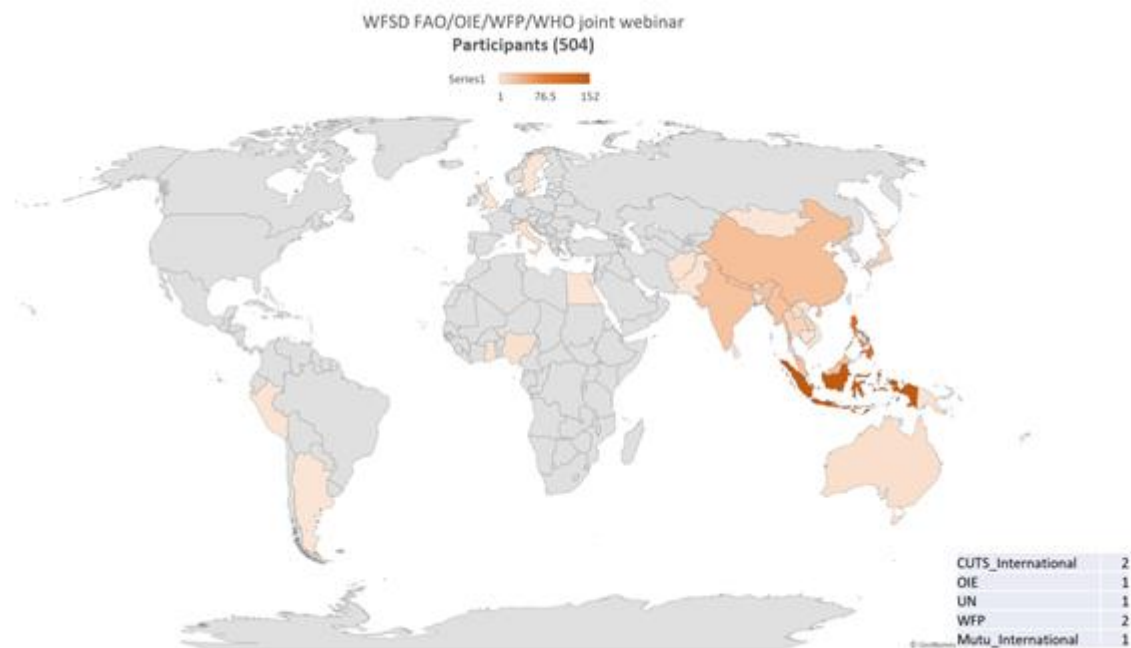 WFSD FAO/OIE/WFP/WHO joint webinar
Participants (504)
Series1
1 76.5 152
CUTS_International 2
OIE 1
UN 1
WFP 2
Mutu_International 1